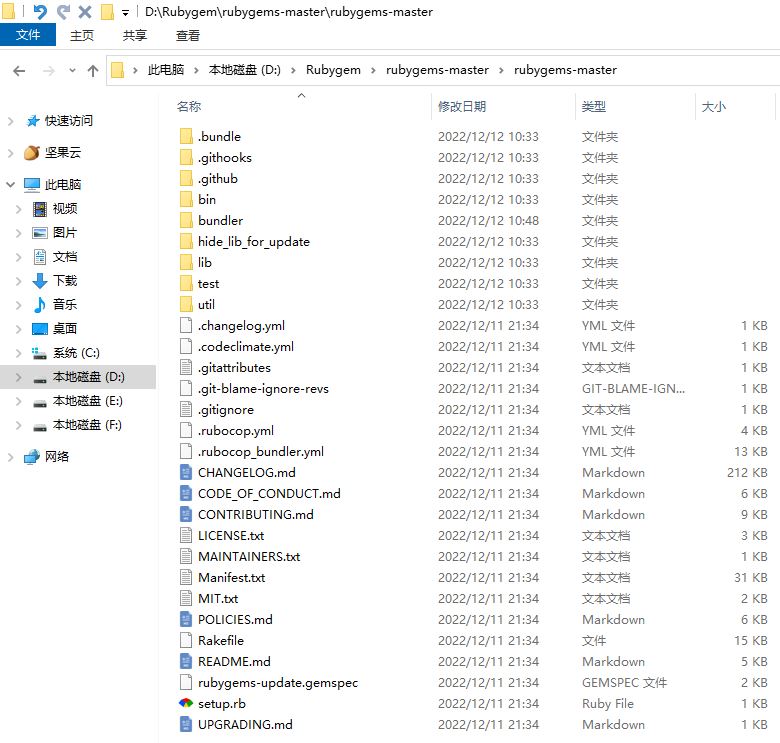 D:\Rubygem\rubygems-master\rubygems-master
文件 主页 共享 查看
此电脑 本地磁盘 (D:) Rubygem rubygems-master rubygems-master
名称 修改日期 类型 大小
快速访问
坚果云
此电脑
视频
图片
文档
下载
音乐
桌面
系统 (C:)
本地磁盘 (D:)
本地磁盘 (E:)
本地磁盘 (F:)
网络
.bundle 2022/12/12 10:33 文件夹
.githooks 2022/12/12 10:33 文件夹
.github 2022/12/12 10:33 文件夹
bin 2022/12/12 10:33 文件夹
bundler 2022/12/12 10:48 文件夹
hide_lib_for_update 2022/12/12 10:33 文件夹
lib 2022/12/12 10:33 文件夹
test 2022/12/12 10:33 文件夹
util 2022/12/12 10:33 文件夹
.changelog.yml 2022/12/11 21:34 YML 文件 1 KB
.codeclimate.yml 2022/12/11 21:34 YML 文件 1 KB
.gitattributes 2022/12/11 21:34 文本文档 1 KB
.git-blame-ignore-revs 2022/12/11 21:34 GIT-BLAME-IGN... 1 KB
.gitignore 2022/12/11 21:34 文本文档 1 KB
.rubocop.yml 2022/12/11 21:34 YML 文件 4 KB
.rubocop_bundler.yml 2022/12/11 21:34 YML 文件 13 KB
CHANGELOG.md 2022/12/11 21:34 Markdown 212 KB
CODE_OF_CONDUCT.md 2022/12/11 21:34 Markdown 6 KB
CONTRIBUTING.md 2022/12/11 21:34 Markdown 9 KB
LICENSE.txt 2022/12/11 21:34 文本文档 3 KB
MAINTAINERS.txt 2022/12/11 21:34 文本文档 1 KB
Manifest.txt 2022/12/11 21:34 文本文档 31 KB
MIT.txt 2022/12/11 21:34 文本文档 2 KB
POLICIES.md 2022/12/11 21:34 Markdown 6 KB
Rakefile 2022/12/11 21:34 文件 15 KB
README.md 2022/12/11 21:34 Markdown 5 KB
rubygems-update.gemspec 2022/12/11 21:34 GEMSPEC 文件 2 KB
setup.rb 2022/12/11 21:34 Ruby File 1 KB
UPGRADING.md 2022/12/11 21:34 Markdown 1 KB